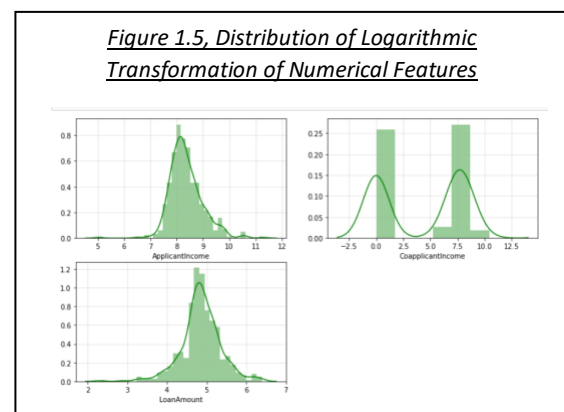 Figure 1.5, Distribution of Logarithmic
Transformation of Numerical Features
0.8
0.6
0.4
0.2
0.0
5 6 7 8 9 10 11 12
ApplicantIncome
0.25
0.20
0.15
0.10
0.05
0.00
−2.5 0.0 2.5 5.0 7.5 10.0 12.5
CoapplicantIncome
1.2
1.0
0.8
0.6
0.4
0.2
0.0
2 3 4 5 6 7
LoanAmount